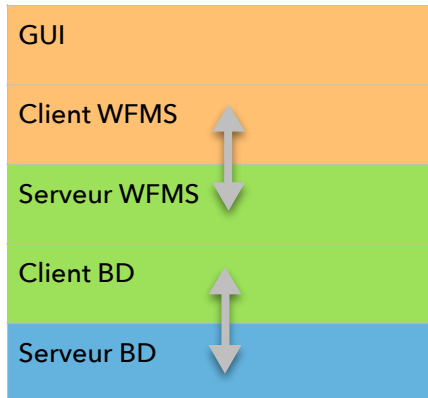 GUI
Client WFMS
Serveur WFMS
Client BD
Serveur BD